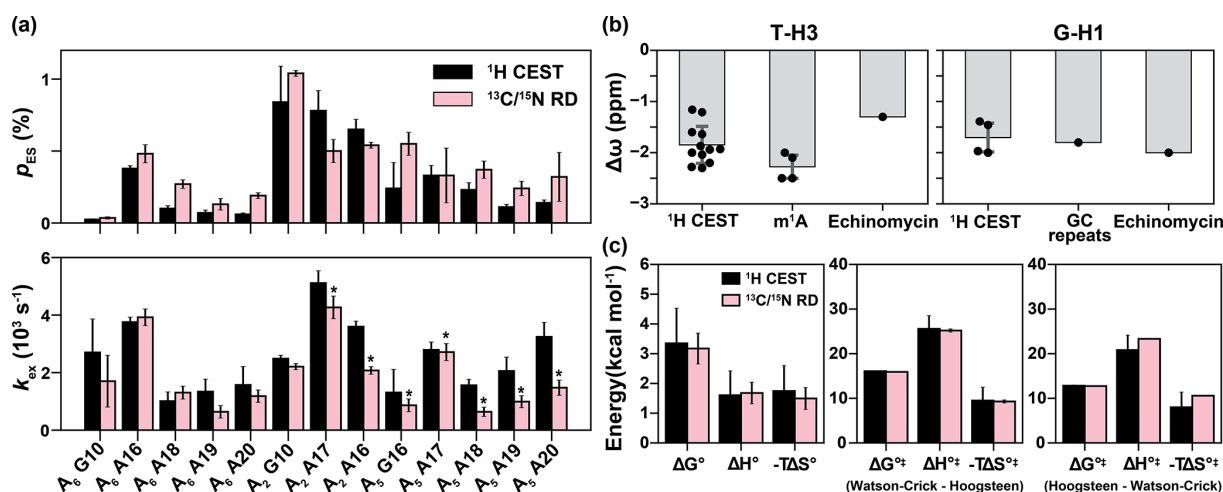 (a)
1
0
p_ES (%)
¹H CEST
¹³C/¹⁵N RD
6
4
2
0
k_ex (10³ s⁻¹)
* * * * * * *
A₆ G10
A₆ A16
A₆ A18
A₆ A19
A₆ A20
A₂ G10
A₂ A17
A₂ A16
A₅ G16
A₅ A17
A₅ A18
A₅ A19
A₅ A20
(b)
T-H3
G-H1
0
−1
−2
−3
Δω (ppm)
¹H CEST
m¹A
Echinomycin
¹H CEST
GC
repeats
Echinomycin
(c)
6
5
4
3
2
1
0
Energy(kcal mol⁻¹)
¹H CEST
¹³C/¹⁵N RD
ΔG°
ΔH°
-TΔS°
40
30
20
10
0
ΔG°‡
ΔH°‡
-TΔS°‡
(Watson-Crick - Hoogsteen)
40
30
20
10
0
ΔG°‡
ΔH°‡
-TΔS°‡
(Hoogsteen - Watson-Crick)